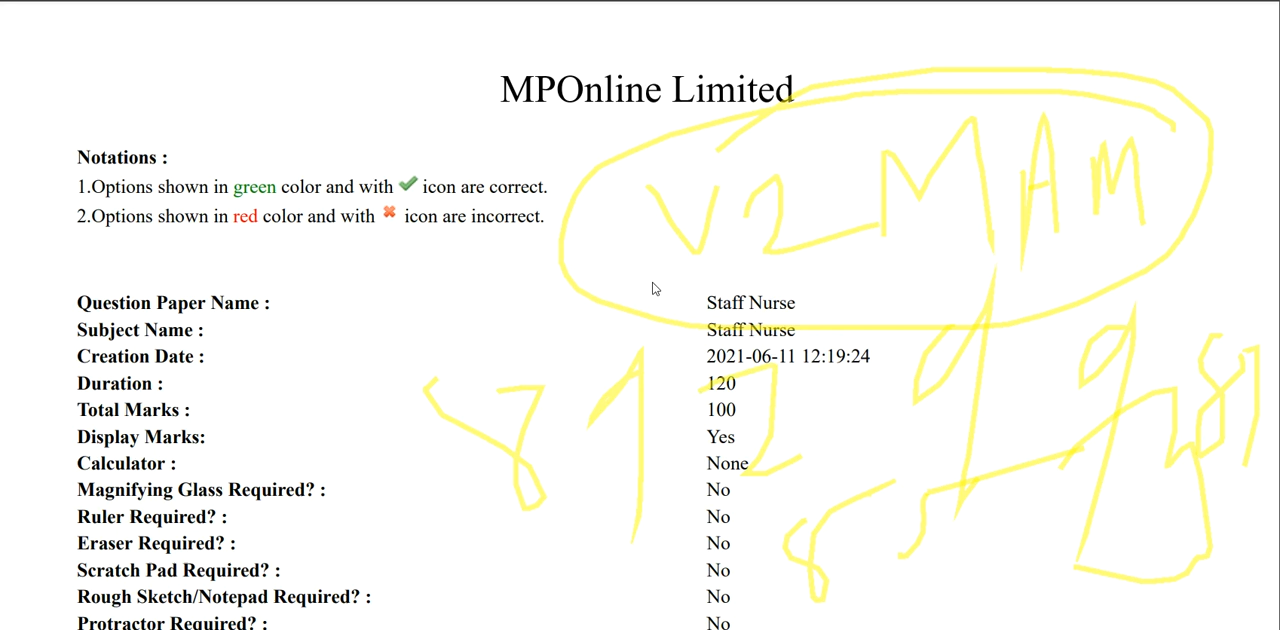 MPOnline Limited
Notations :
1.Options shown in green color and with ✔ icon are correct.
2.Options shown in red color and with ✖ icon are incorrect.
V2 MAM
Question Paper Name : Staff Nurse
Subject Name : Staff Nurse
Creation Date : 2021-06-11 12:19:24
Duration : 120
Total Marks : 100
Display Marks: Yes
Calculator : None
Magnifying Glass Required? : No
Ruler Required? : No
Eraser Required? : No
Scratch Pad Required? : No
Rough Sketch/Notepad Required? : No
Protractor Required? : No